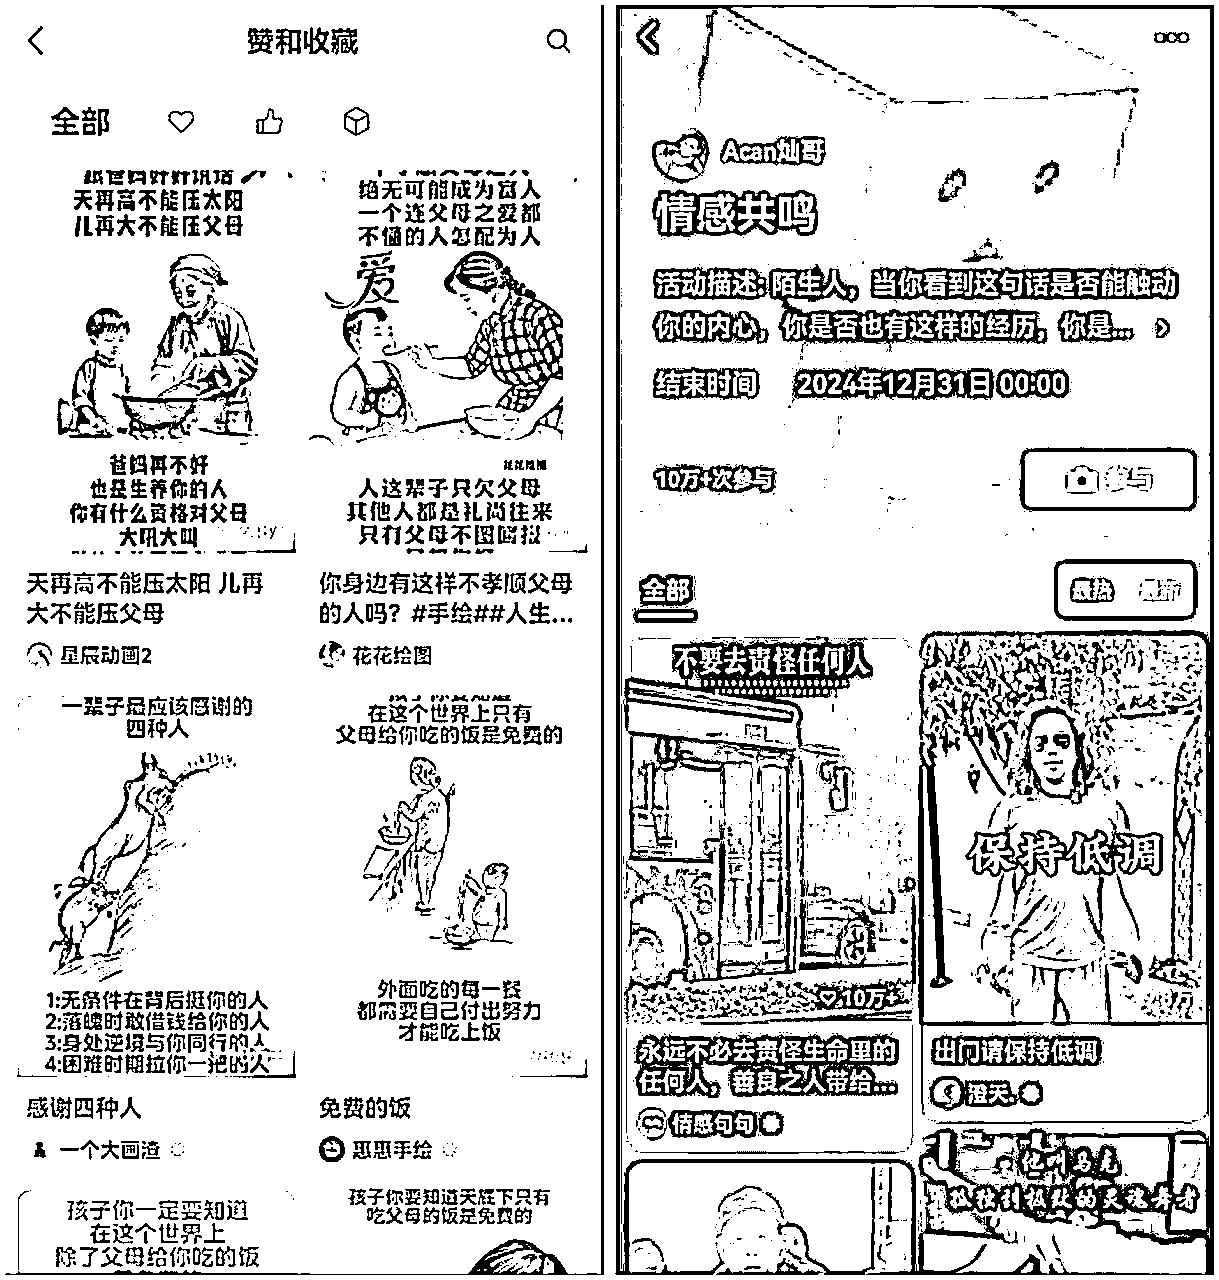 赞和收藏
全部
跟爸妈好好说话
天再高不能压太阳
儿再大不能压父母
爸妈再不好
也是生养你的人
你有什么资格对父母
大吼大叫
天再高不能压太阳 儿再
大不能压父母
星辰动画2
绝无可能成为富人
一个连父母之爱都
不懂的人怎配为人
爱
人这辈子只欠父母
其他人都是礼尚往来
只有父母不图回报
你身边有这样不孝顺父母
的人吗？#手绘##人生...
花花绘图
一辈子最应该感谢的
四种人
1:无条件在背后挺你的人
2:落魄时敢借钱给你的人
3:身处逆境与你同行的人
4:困难时期拉你一把的人
感谢四种人
一个大画渣
在这个世界上只有
父母给你吃的饭是免费的
外面吃的每一餐
都需要自己付出努力
才能吃上饭
免费的饭
思思手绘
孩子你一定要知道
在这个世界上
除了父母给你吃的饭
孩子你要知道天底下只有
吃父母的饭是免费的
Acan灿哥
情感共鸣
活动描述: 陌生人，当你看到这句话是否能触动
你的内心，你是否也有这样的经历，你是...
结束时间 2024年12月31日 00:00
10万+次参与
参与
全部
最热 最新
不要去责怪任何人
10万+
永远不必去责怪生命里的
任何人，善良之人带给...
情感句句
保持低调
出门请保持低调
澄天.